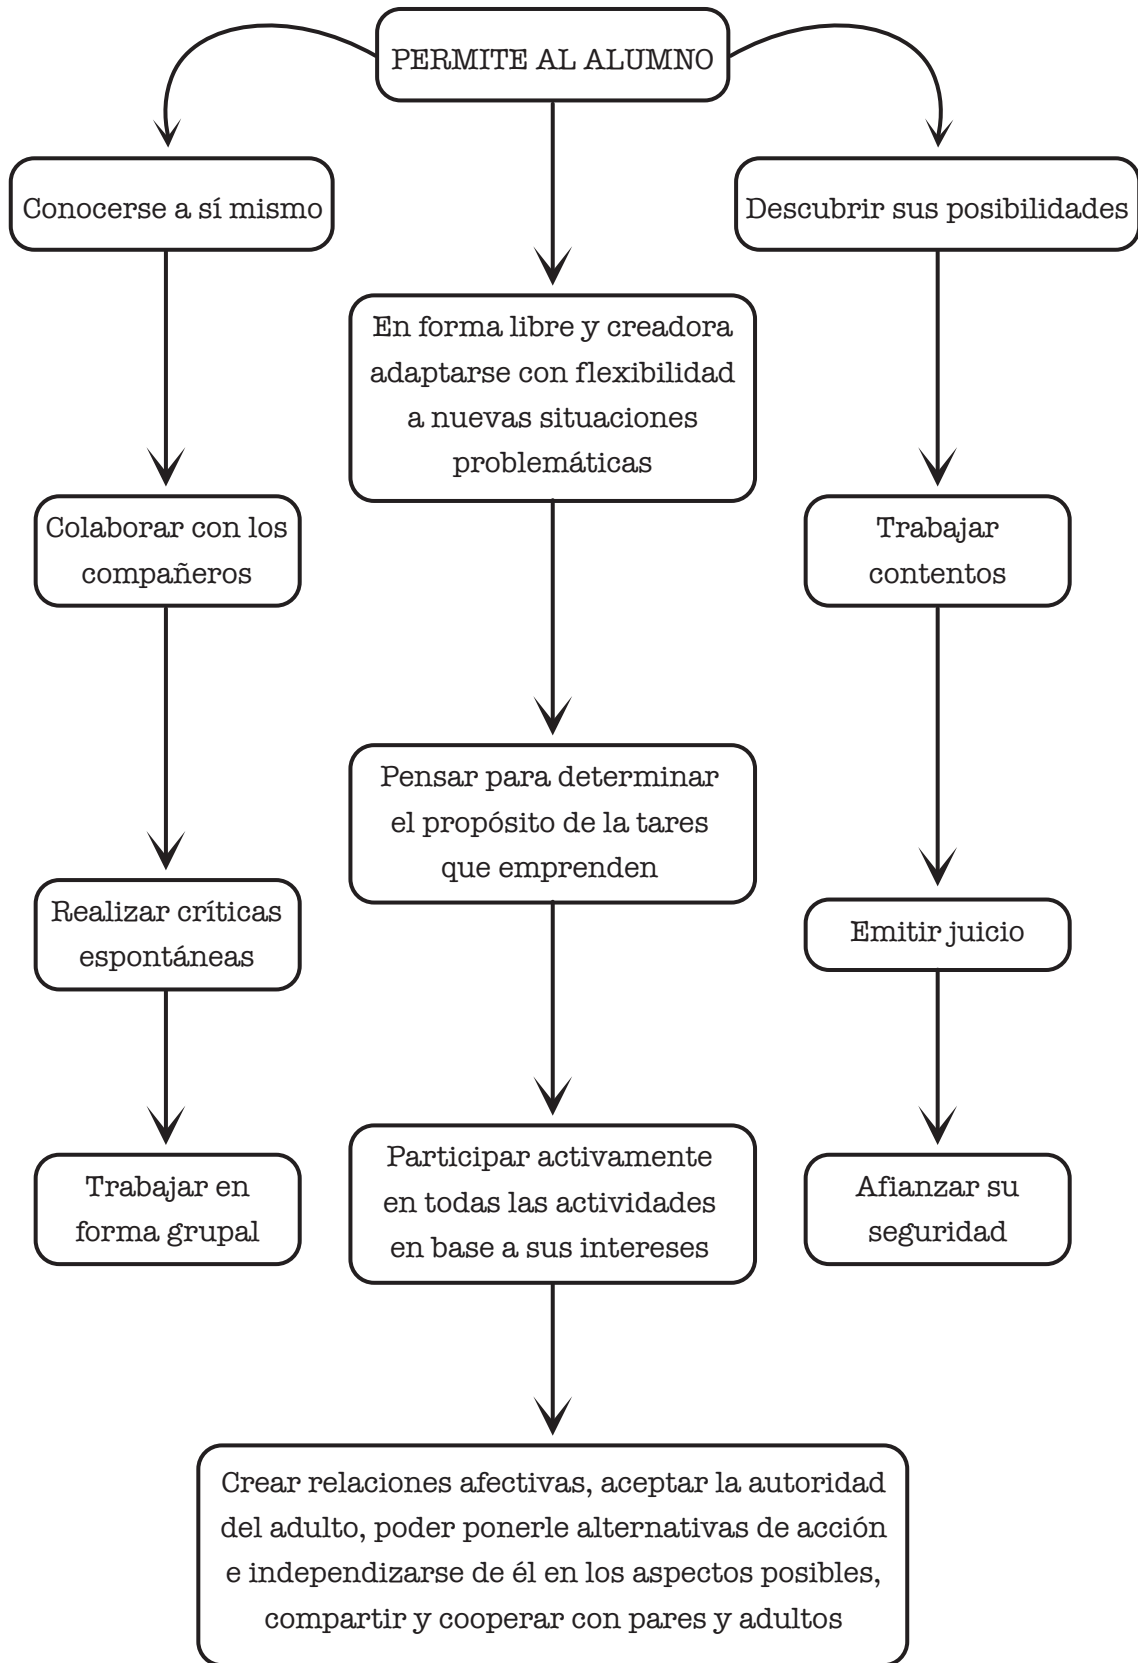 PERMITE AL ALUMNO
Conocerse a sí mismo
Descubrir sus posibilidades
En forma libre y creadora
adaptarse con flexibilidad
a nuevas situaciones
problemáticas
Colaborar con los
compañeros
Trabajar
contentos
Pensar para determinar
el propósito de la tares
que emprenden
Realizar críticas
espontáneas
Emitir juicio
Trabajar en
forma grupal
Participar activamente
en todas las actividades
en base a sus intereses
Afianzar su
seguridad
Crear relaciones afectivas, aceptar la autoridad
del adulto, poder ponerle alternativas de acción
e independizarse de él en los aspectos posibles,
compartir y cooperar con pares y adultos